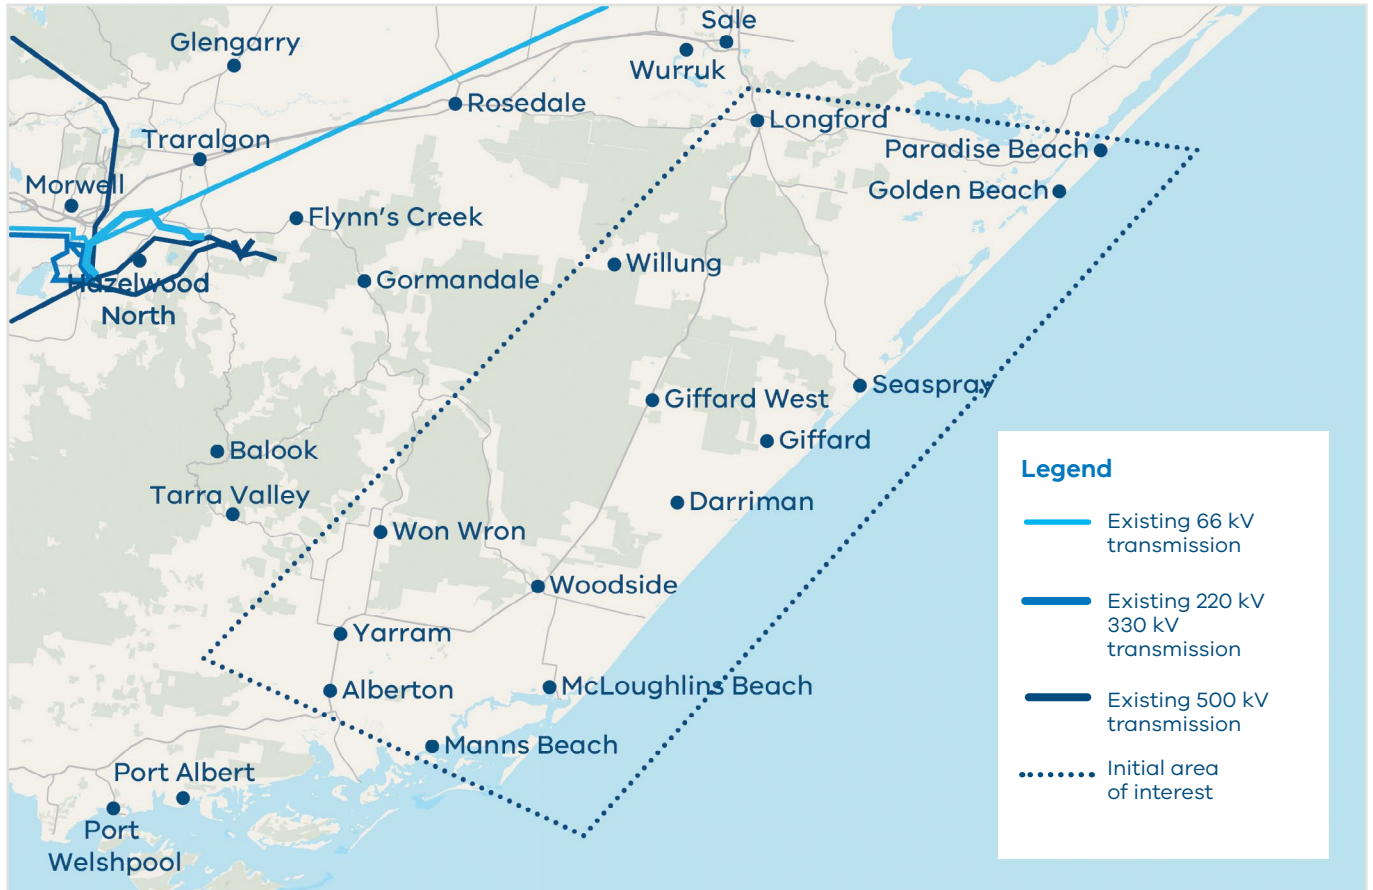 Sale
Glengarry
Wurruk
Rosedale
Longford
Traralgon
Paradise Beach
Morwell
Golden Beach
Flynn's Creek
Willung
Gormandale
Hazelwood
North
Seaspray
Giffard West
Giffard
Balook
Tarra Valley
Darriman
Won Wron
Woodside
Yarram
McLoughlins Beach
Alberton
Manns Beach
Port Albert
Port
Welshpool
Legend
Existing 66 kV
transmission
Existing 220 kV
330 kV
transmission
Existing 500 kV
transmission
Initial area
of interest